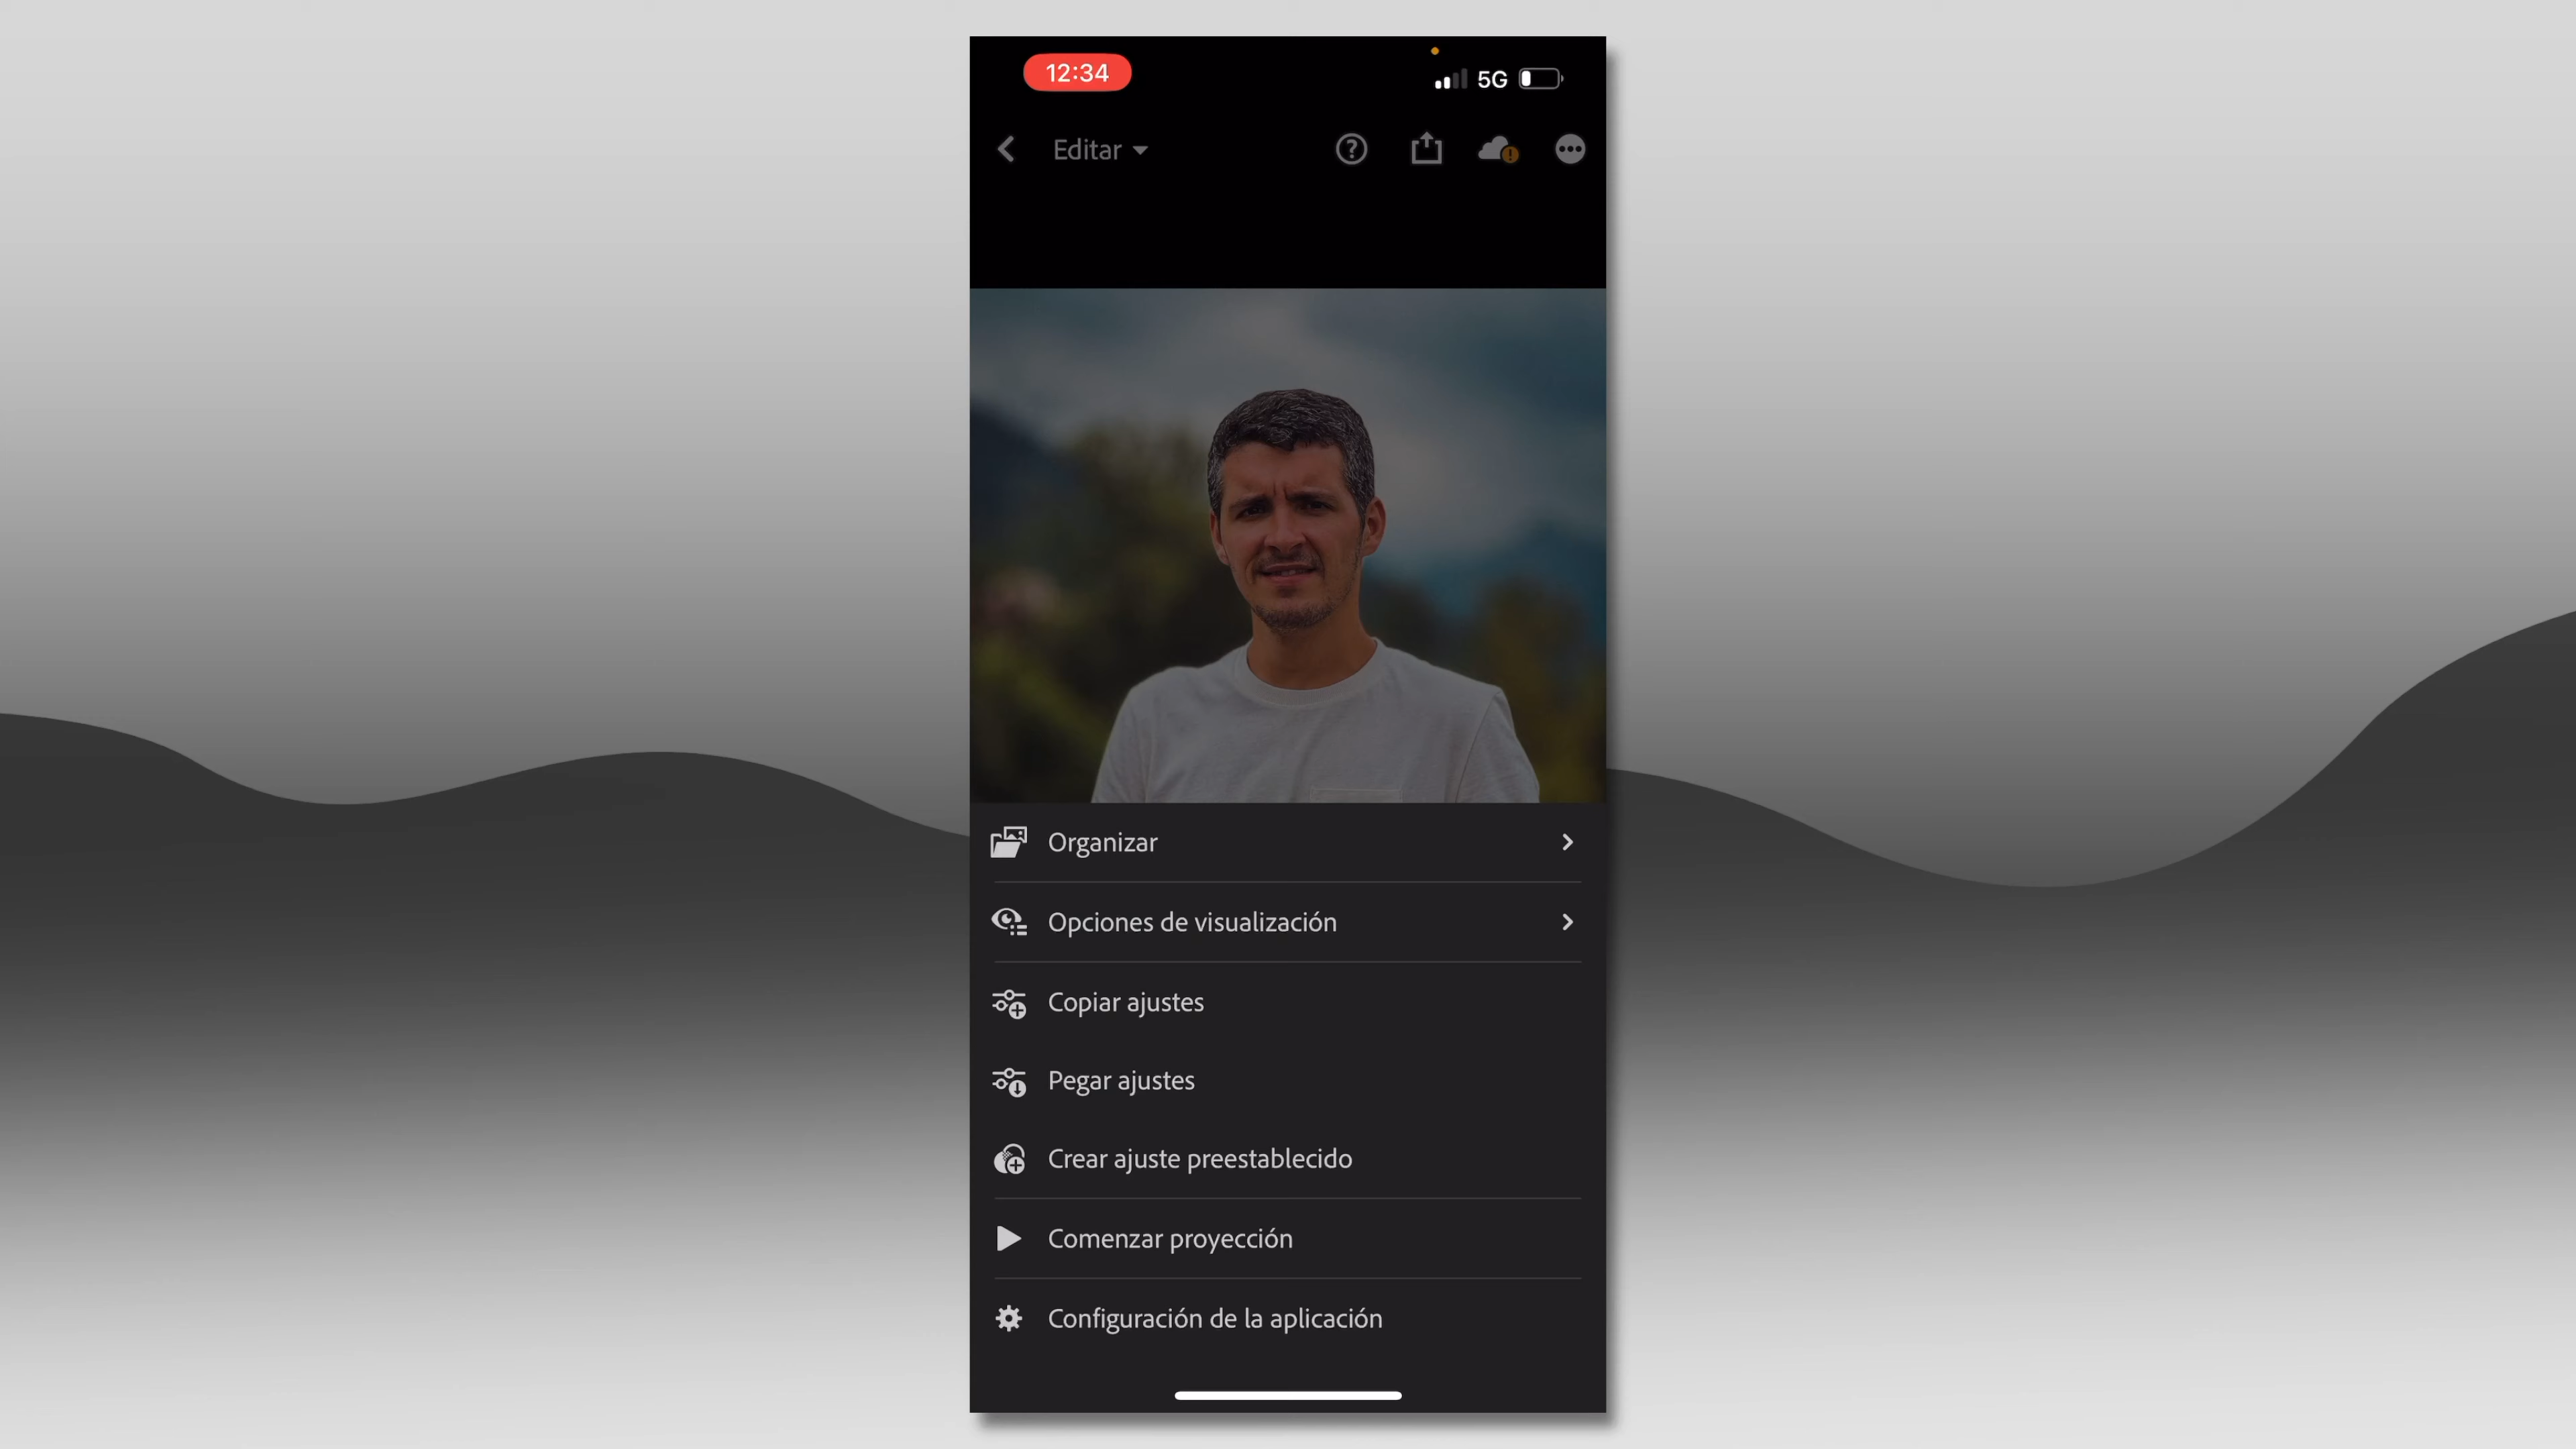 12:34
5G
Editar
Organizar
Opciones de visualización
Copiar ajustes
Pegar ajustes
Crear ajuste preestablecido
Comenzar proyección
Configuración de la aplicación